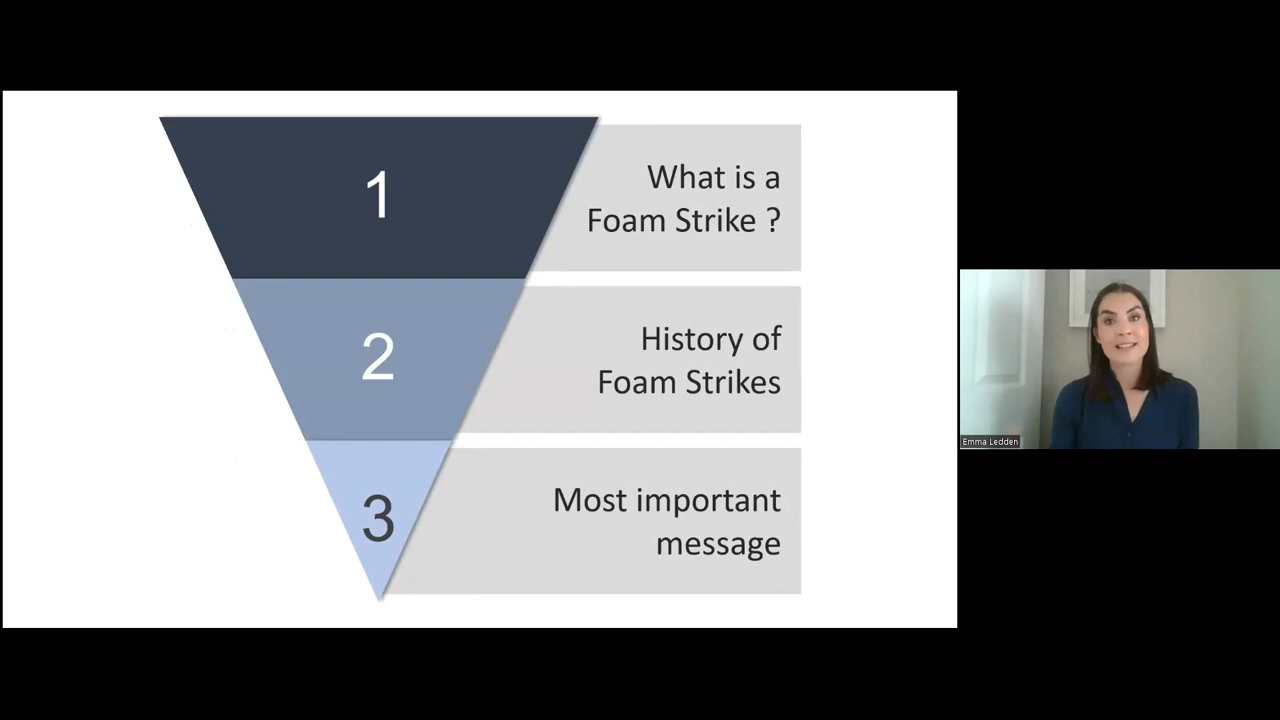 1
What is a
Foam Strike ?
2
History of
Foam Strikes
3
Most important
message
Emma Ledden